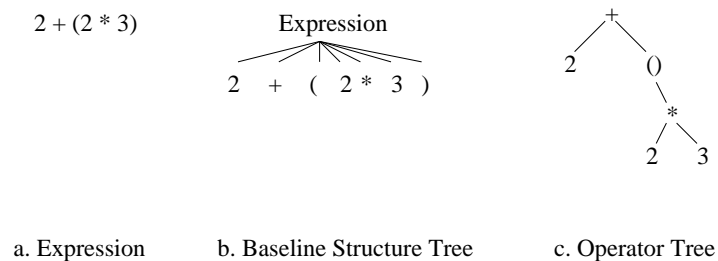 2 + (2 * 3)
Expression
2 + ( 2 * 3 )
+
2 ()
*
2 3
a. Expression
b. Baseline Structure Tree
c. Operator Tree